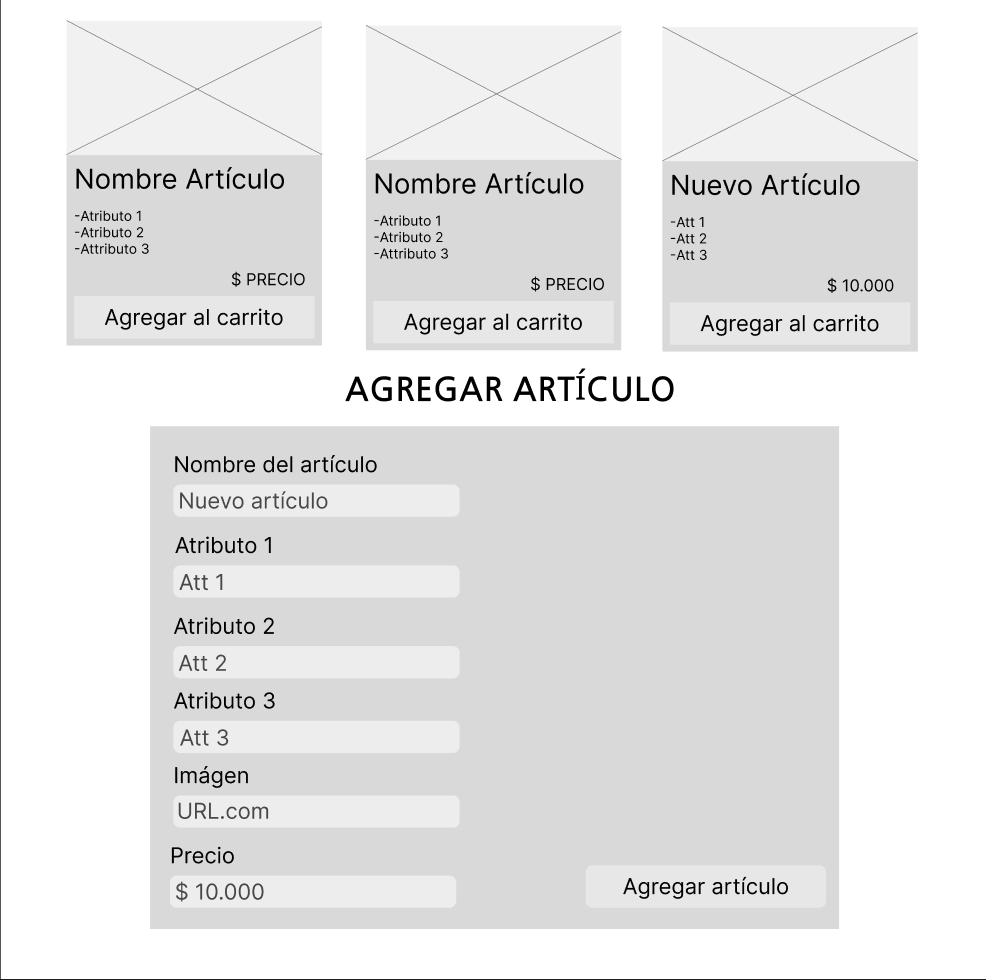 Nombre Artículo
-Atributo 1
-Atributo 2
-Attributo 3
$ PRECIO
Agregar al carrito
Nombre Artículo
-Atributo 1
-Atributo 2
-Attributo 3
$ PRECIO
Agregar al carrito
Nuevo Artículo
-Att 1
-Att 2
-Att 3
$ 10.000
Agregar al carrito
AGREGAR ARTÍCULO
Nombre del artículo
Nuevo artículo
Atributo 1
Att 1
Atributo 2
Att 2
Atributo 3
Att 3
Imágen
URL.com
Precio
$ 10.000
Agregar artículo